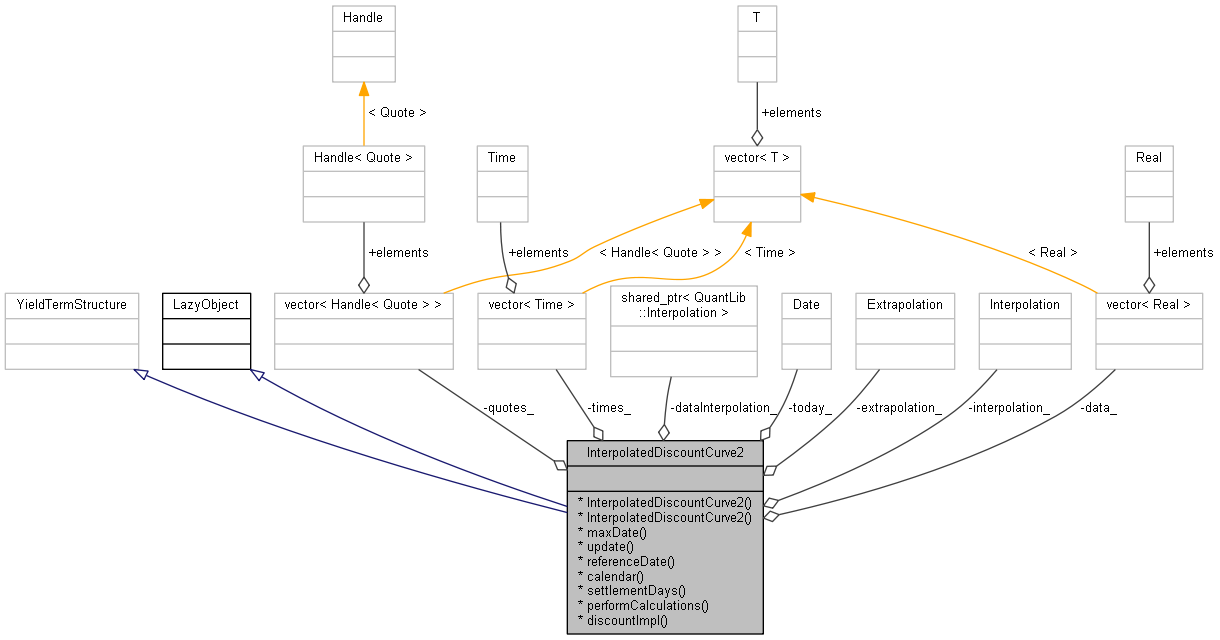 Handle
T
< Quote >
+elements
Handle< Quote >
Time
vector< T >
Real
+elements
+elements
< Handle< Quote > >
< Time >
< Real >
+elements
YieldTermStructure
LazyObject
vector< Handle< Quote > >
vector< Time >
shared_ptr< QuantLib
::Interpolation >
Date
Extrapolation
Interpolation
vector< Real >
-quotes_
-times_
-dataInterpolation_
-today_
-extrapolation_
-interpolation_
-data_
InterpolatedDiscountCurve2
* InterpolatedDiscountCurve2()
* InterpolatedDiscountCurve2()
* maxDate()
* update()
* referenceDate()
* calendar()
* settlementDays()
* performCalculations()
* discountImpl()